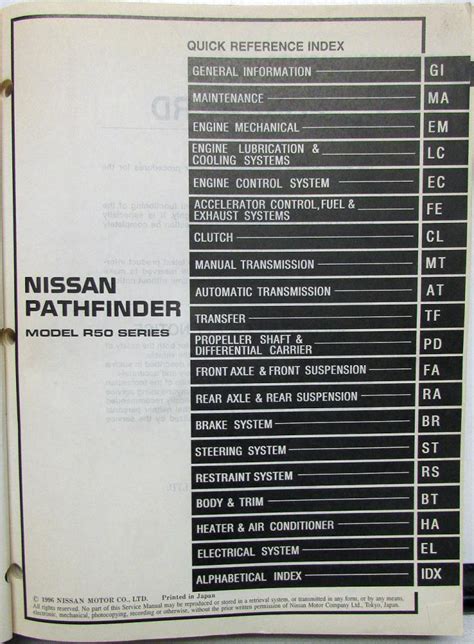 QUICK REFERENCE INDEX
GENERAL INFORMATION GI
MAINTENANCE MA
ENGINE MECHANICAL EM
ENGINE LUBRICATION &
COOLING SYSTEMS LC
ENGINE CONTROL SYSTEM EC
ACCELERATOR CONTROL, FUEL &
EXHAUST SYSTEMS FE
CLUTCH CL
MANUAL TRANSMISSION MT
AUTOMATIC TRANSMISSION AT
TRANSFER TF
PROPELLER SHAFT &
DIFFERENTIAL CARRIER PD
FRONT AXLE & FRONT SUSPENSION FA
REAR AXLE & REAR SUSPENSION RA
BRAKE SYSTEM BR
STEERING SYSTEM ST
RESTRAINT SYSTEM RS
BODY & TRIM BT
HEATER & AIR CONDITIONER HA
ELECTRICAL SYSTEM EL
ALPHABETICAL INDEX IDX
NISSAN
PATHFINDER
MODEL R50 SERIES
© 1996 NISSAN MOTOR CO., LTD. Printed in Japan
All rights reserved. No part of this Service Manual may be reproduced or stored in a retrieval system, or transmitted in any form, or by any means,
electronic, mechanical, photocopying, recording or otherwise, without the prior written permission of Nissan Motor Company Ltd., Tokyo, Japan.